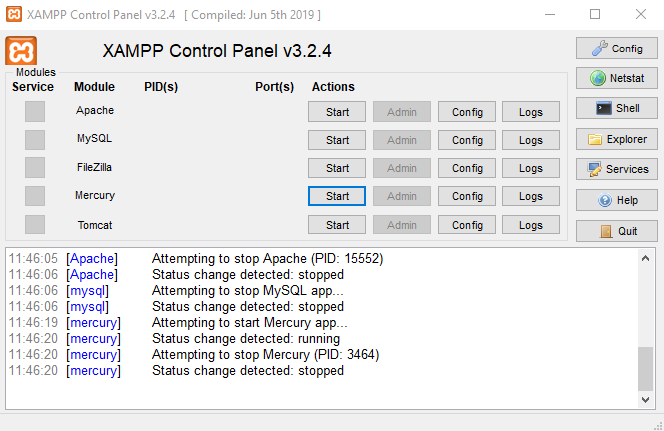 XAMPP Control Panel v3.2.4 [ Compiled: Jun 5th 2019 ]
XAMPP Control Panel v3.2.4
Config
Modules
Service Module PID(s) Port(s) Actions
Netstat
Apache Start Admin Config Logs
Shell
MySQL Start Admin Config Logs
Explorer
FileZilla Start Admin Config Logs
Services
Mercury Start Admin Config Logs
Help
Tomcat Start Admin Config Logs
Quit
11:46:05 [Apache] Attempting to stop Apache (PID: 15552)
11:46:06 [Apache] Status change detected: stopped
11:46:06 [mysql] Attempting to stop MySQL app...
11:46:06 [mysql] Status change detected: stopped
11:46:19 [mercury] Attempting to start Mercury app...
11:46:20 [mercury] Status change detected: running
11:46:20 [mercury] Attempting to stop Mercury (PID: 3464)
11:46:20 [mercury] Status change detected: stopped